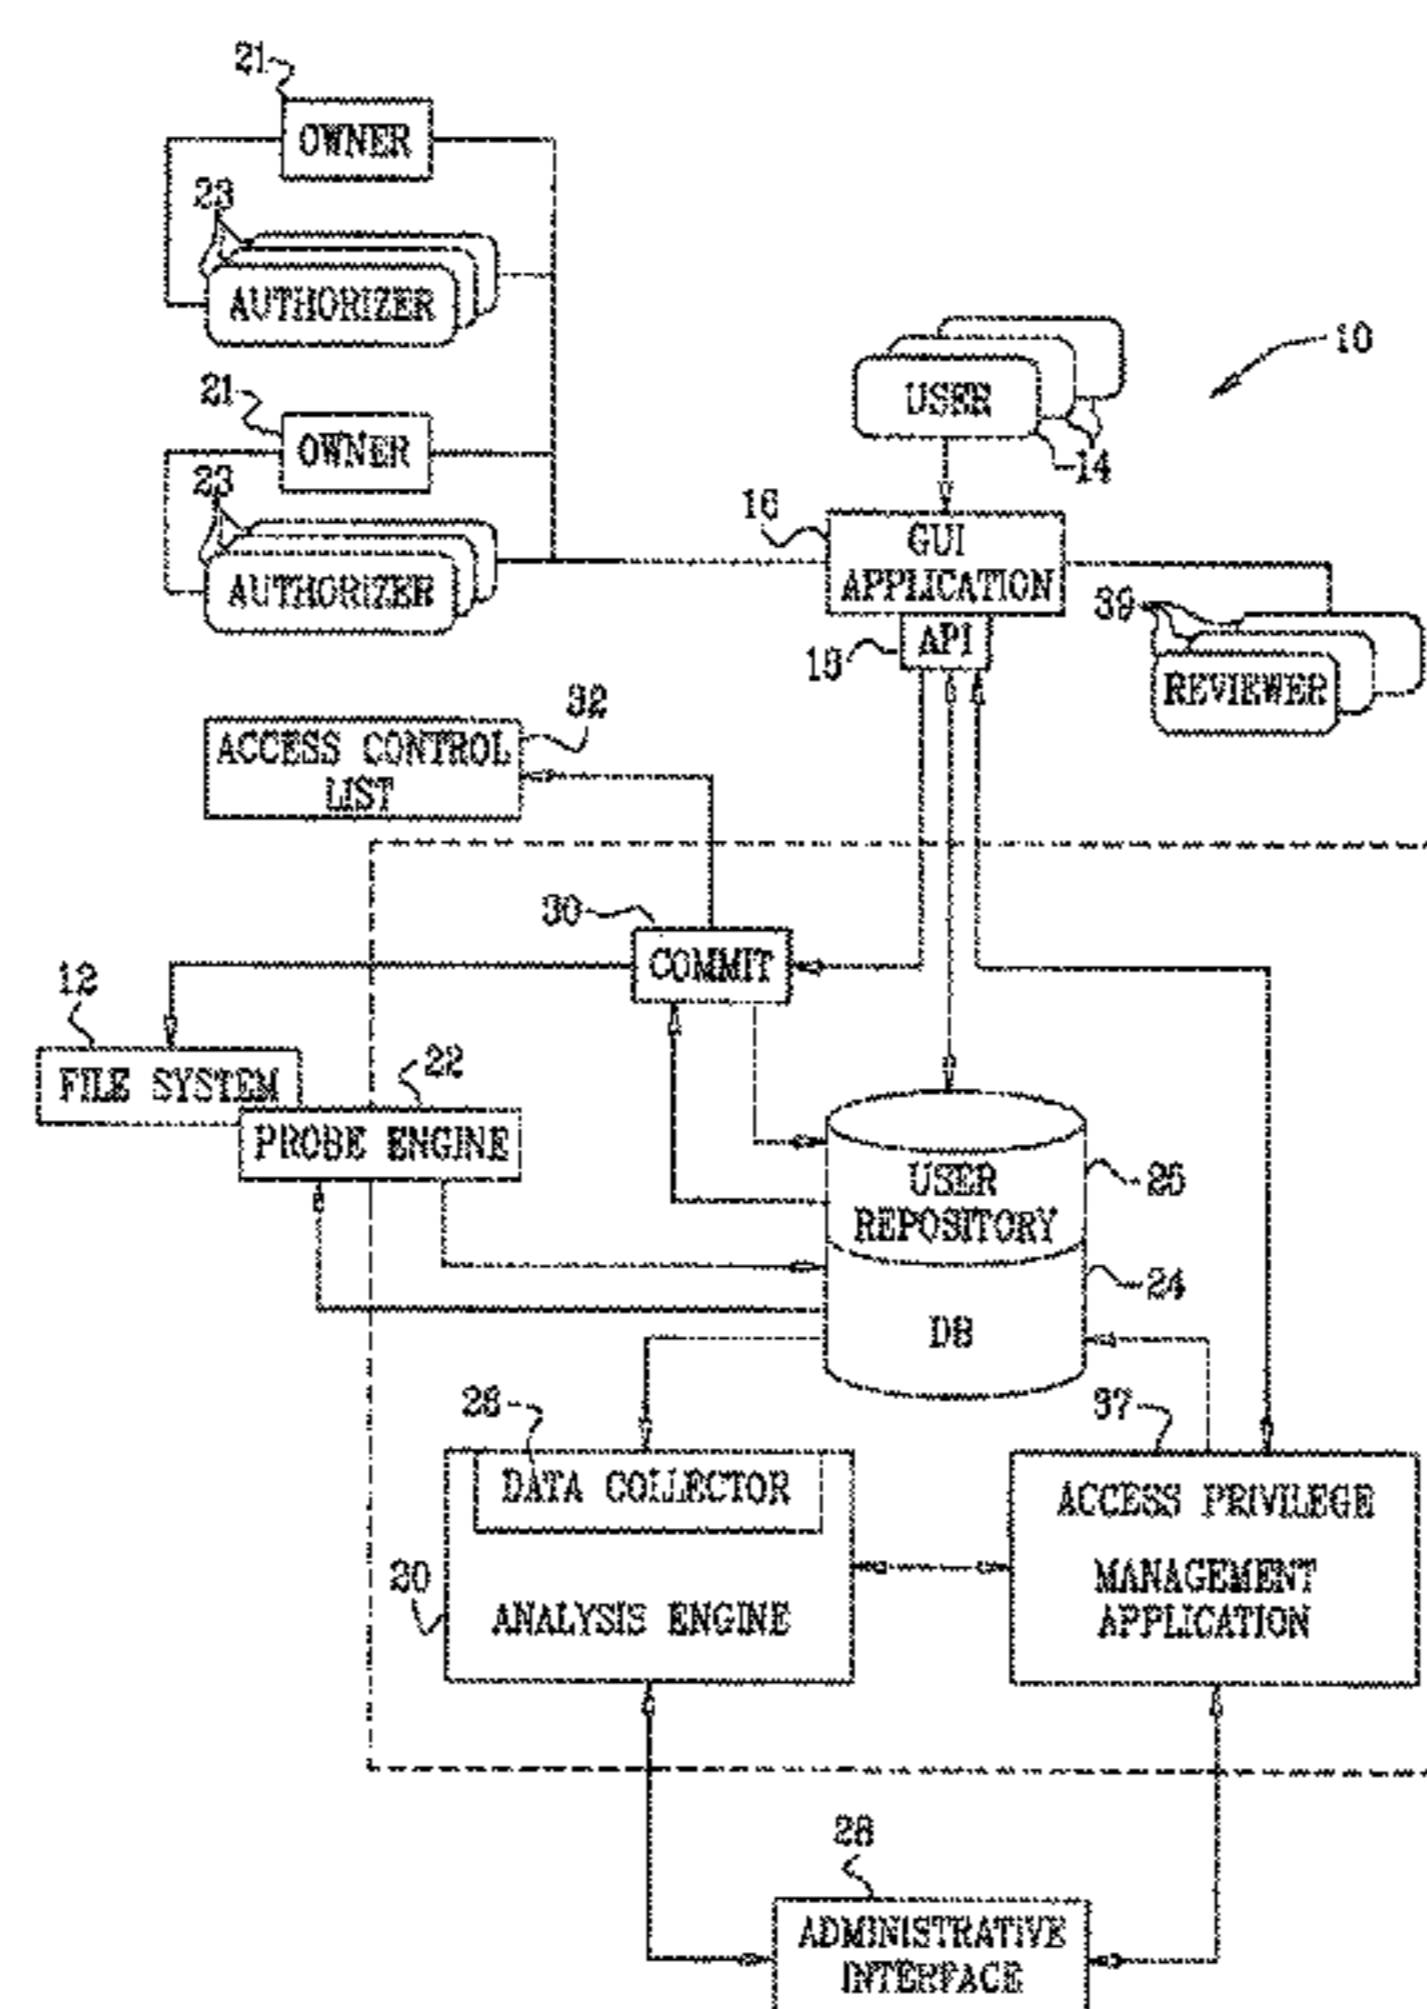 21
OWNER
23
AUTHORIZER
10
USER
21
OWNER
14
23
16
GUI
APPLICATION
AUTHORIZER
39
API
18
REVIEWER
32
ACCESS CONTROL
LIST
30
COMMIT
12
22
FILE SYSTEM
PROBE ENGINE
USER
REPOSITORY
25
24
DB
37
DATA COLLECTOR
ACCESS PRIVILEGE
MANAGEMENT
APPLICATION
20
ANALYSIS ENGINE
28
ADMINISTRATIVE
INTERFACE